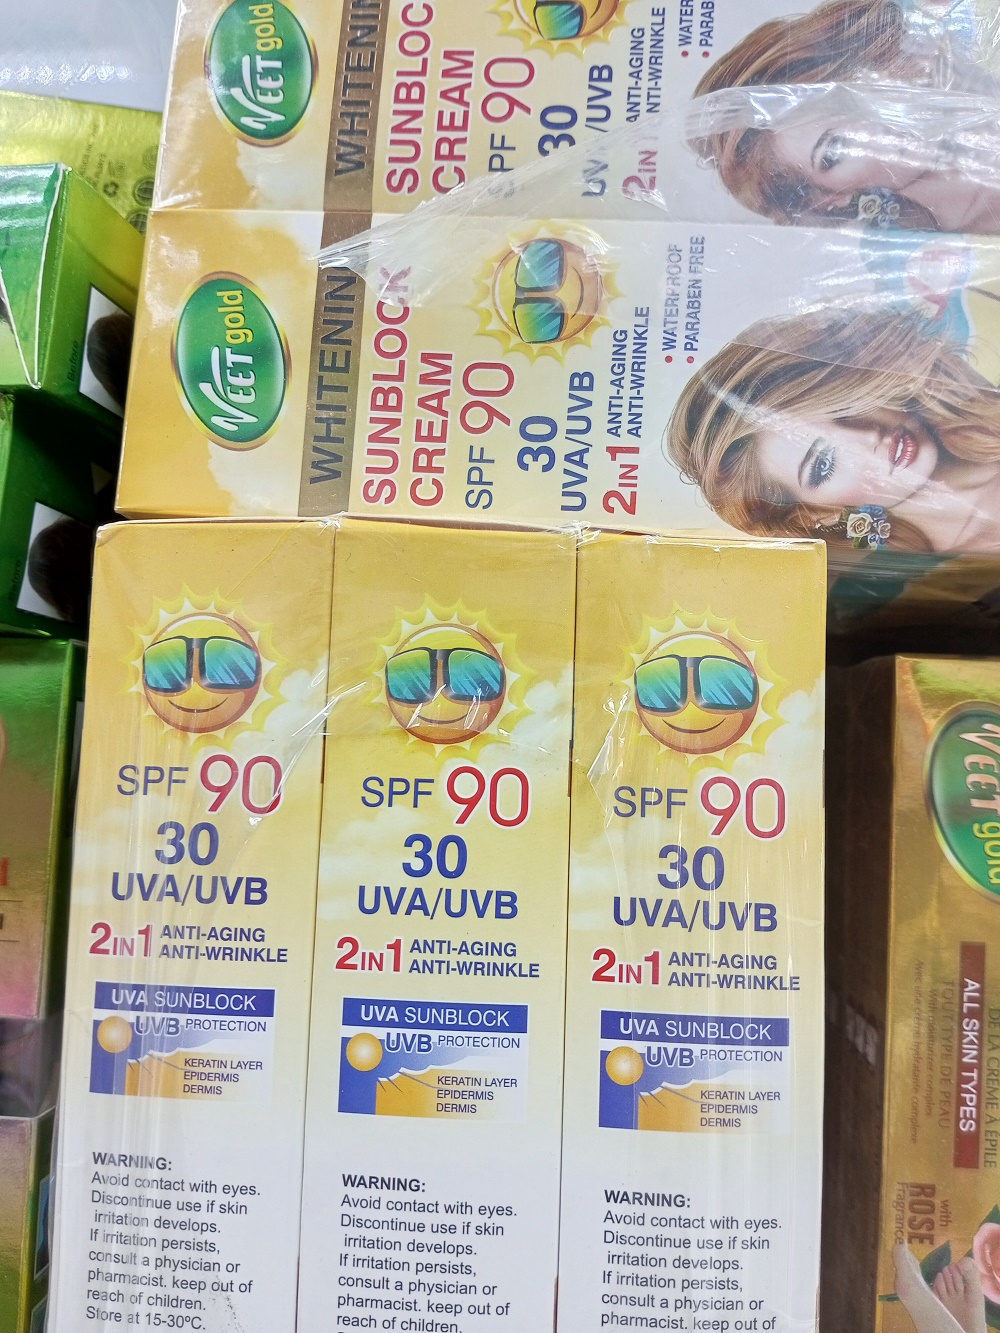 VEET gold
WHITENIN
SUNBLOC
CREAM
SPF 90
30
UVA/UVB
2IN
ANTI-AGING
NTI-WRINKLE
• WATER
• PARAB
VEET gold
WHITENIN
SUNBLOCK
CREAM
SPF 90
30
UVA/UVB
2IN1 ANTI-AGING
ANTI-WRINKLE
• WATERPROOF
• PARABEN FREE
SPF 90
30
UVA/UVB
2IN1 ANTI-AGING
ANTI-WRINKLE
UVA SUNBLOCK
UVB PROTECTION
KERATIN LAYER
EPIDERMIS
DERMIS
WARNING:
Avoid contact with eyes.
Discontinue use if skin
irritation develops.
If irritation persists,
consult a physician or
pharmacist. keep out of
reach of children.
Store at 15-30ºC.
SPF 90
30
UVA/UVB
2IN1 ANTI-AGING
ANTI-WRINKLE
UVA SUNBLOCK
UVB PROTECTION
KERATIN LAYER
EPIDERMIS
DERMIS
WARNING:
Avoid contact with eyes.
Discontinue use if skin
irritation develops.
If irritation persists,
consult a physician or
pharmacist. keep out of
reach of children.
SPF 90
30
UVA/UVB
2IN1 ANTI-AGING
ANTI-WRINKLE
UVA SUNBLOCK
UVB PROTECTION
KERATIN LAYER
EPIDERMIS
DERMIS
WARNING:
Avoid contact with eyes.
Discontinue use if skin
irritation develops.
If irritation persists,
consult a physician or
pharmacist. keep out of
VEET gold
DE LA CREME A EPILE
ALL SKIN TYPES
TOUT TYPE DE PEAU
with
ROSE
Fragrance